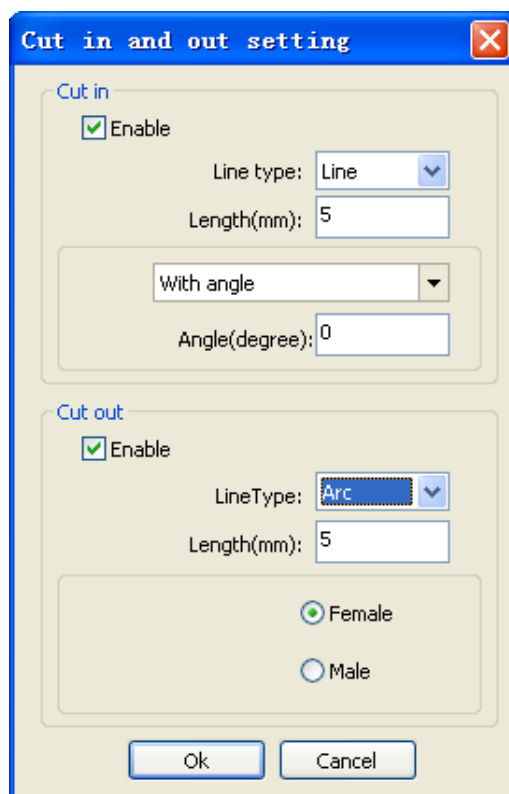 Cut in and out setting
Cut in
Enable
Line type: Line
Length(mm): 5
With angle
Angle(degree): 0
Cut out
Enable
LineType: Arc
Length(mm): 5
Female
Male
Ok Cancel